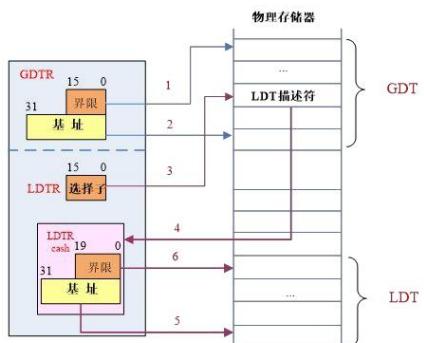 物理存储器
GDTR
15 0
1
界限
31
基 址
2
...
LDT描述符
GDT
LDTR
15 0
选择子
3
4
LDTR
cash
19 0
界限
31
基 址
6
5
...
LDT